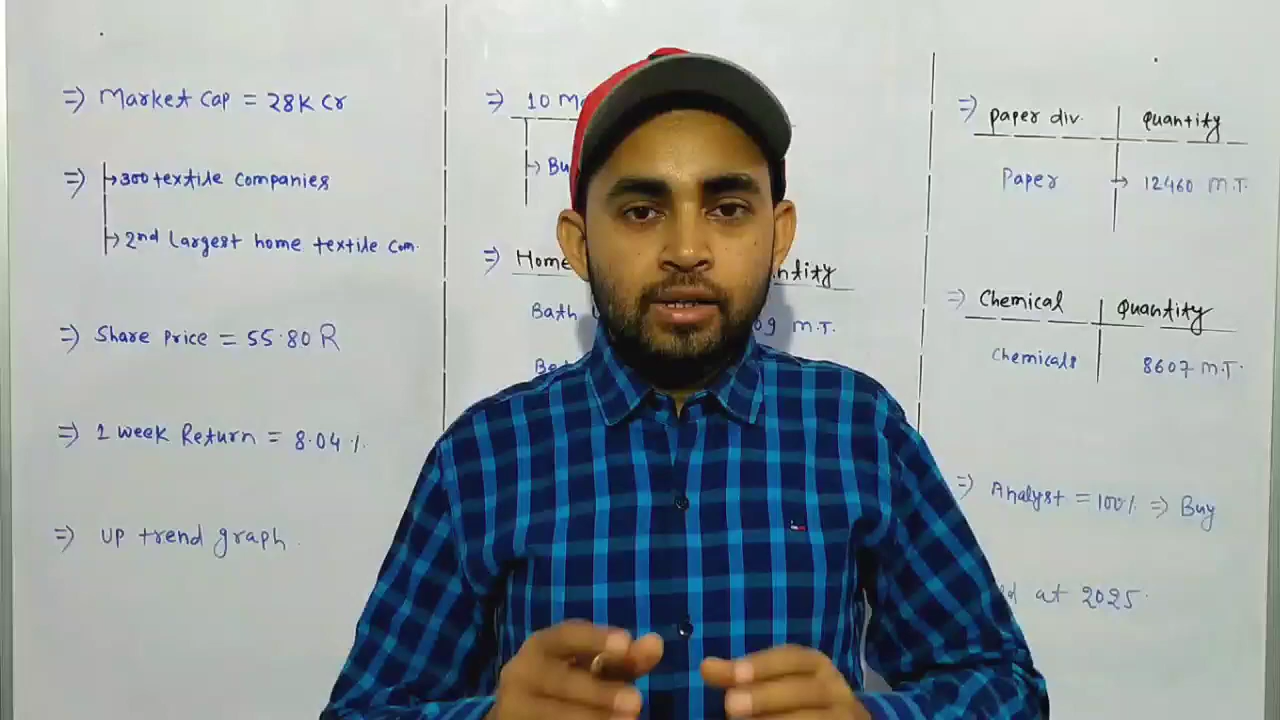 => Market Cap = 28K Cr
=> 300 textile Companies
2nd Largest home textile Com.
=> Share Price = 55.80 R
=> 1 week Return = 8.04%
=> Up trend graph
=> 10
=> Home
Bath
09 M.T.
=> paper div. Quantity
Paper 12460 M.T.
=> Chemical Quantity
Chemicals 8607 M.T.
=> Analyst = 100% => Buy
at 2025